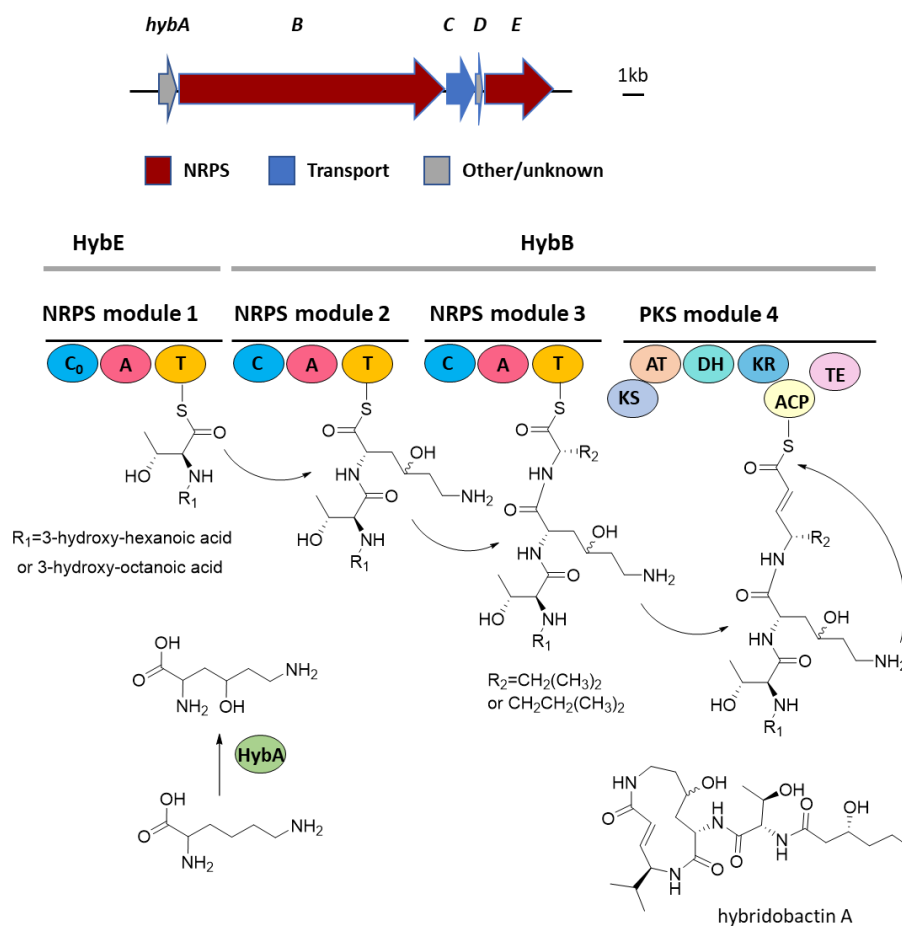 hybA B C D E
1kb
NRPS Transport Other/unknown
HybE HybB
NRPS module 1 NRPS module 2 NRPS module 3 PKS module 4
C₀ A T C A T C A T KS AT DH KR ACP TE
S
O
HO
NH
R₁
S
O
OH
HN
NH₂
O
HO
NH
R₁
S
O
R₂
HN
O
OH
HN
NH₂
O
HO
NH
R₁
S
O
R₂
HN
O
OH
HN
NH₂
O
HO
NH
R₁
R₁=3-hydroxy-hexanoic acid
or 3-hydroxy-octanoic acid
R₂=CH₂(CH₃)₂
or CH₂CH₂(CH₃)₂
OH
O
NH₂
NH₂
OH
HybA
OH
O
NH₂
NH₂
HN
OH
O
H
N
O
N
H
O
OH
N
H
O
OH
hybridobactin A